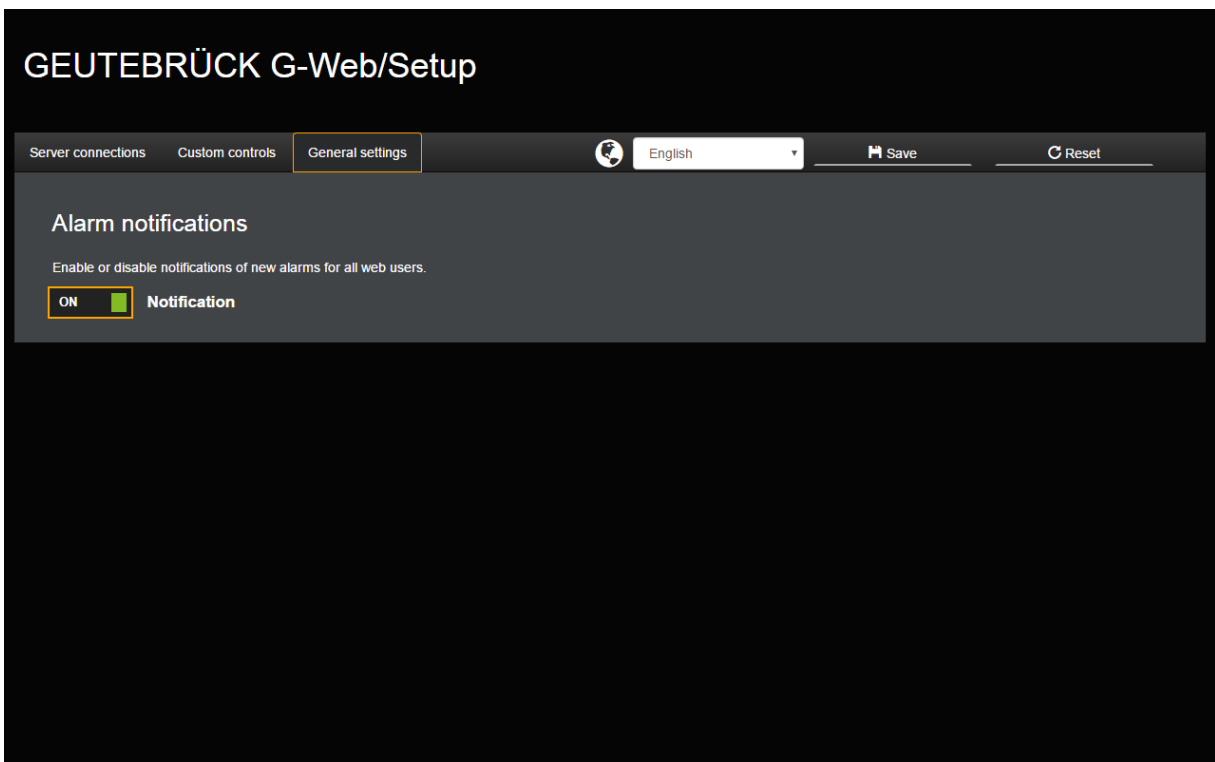 GEUTEBRÜCK G-Web/Setup
Server connections Custom controls General settings English Save Reset
Alarm notifications
Enable or disable notifications of new alarms for all web users.
ON Notification